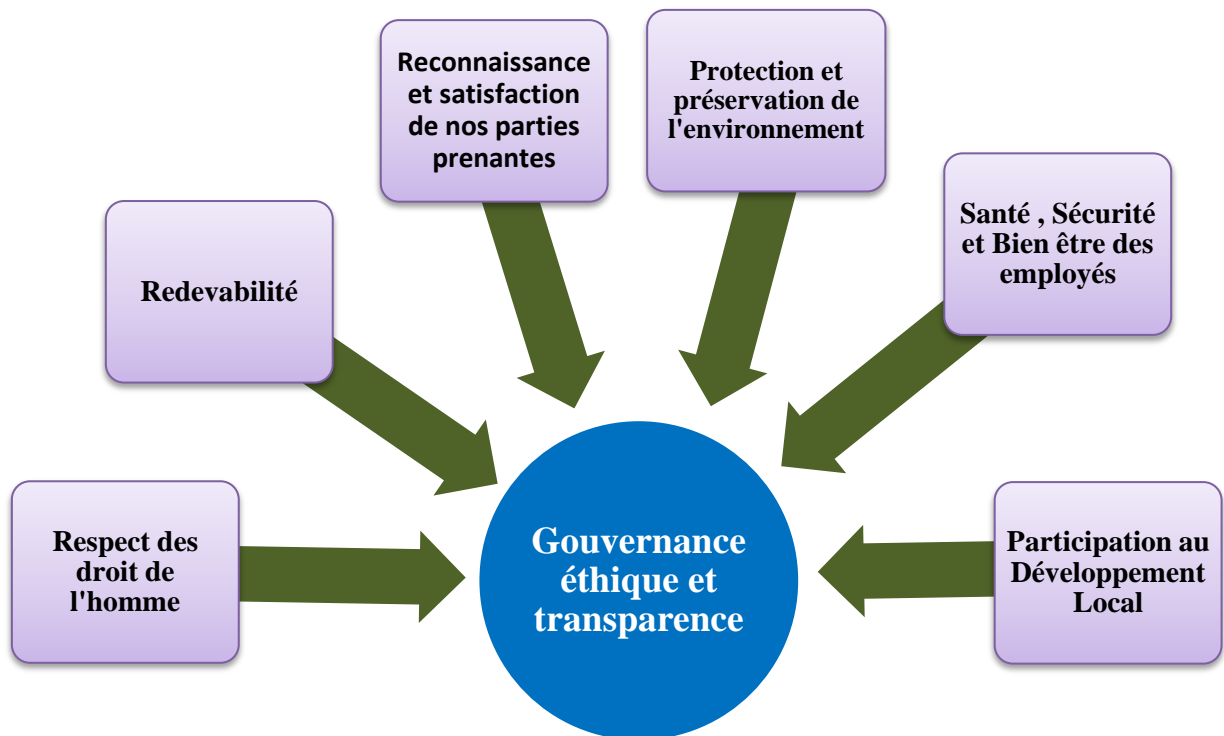 Reconnaissance
et satisfaction
de nos parties
prenantes
Protection et
préservation de
l'environnement
Santé , Sécurité
et Bien être des
employés
Redevabilité
Respect des
droit de
l'homme
Gouvernance
éthique et
transparence
Participation au
Développement
Local